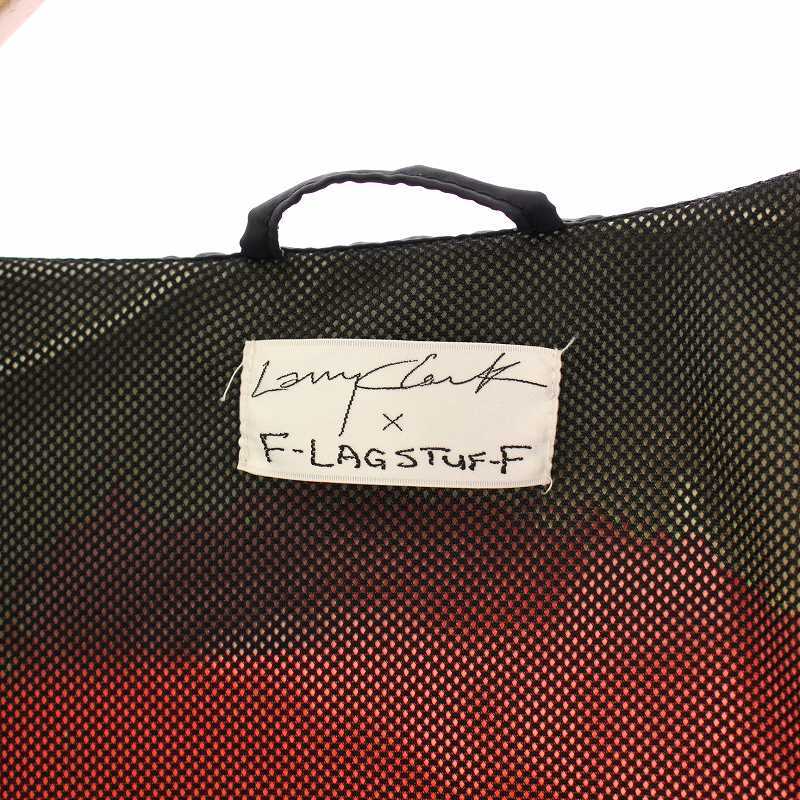 Larry Clark
×
F-LAGSTUF-F